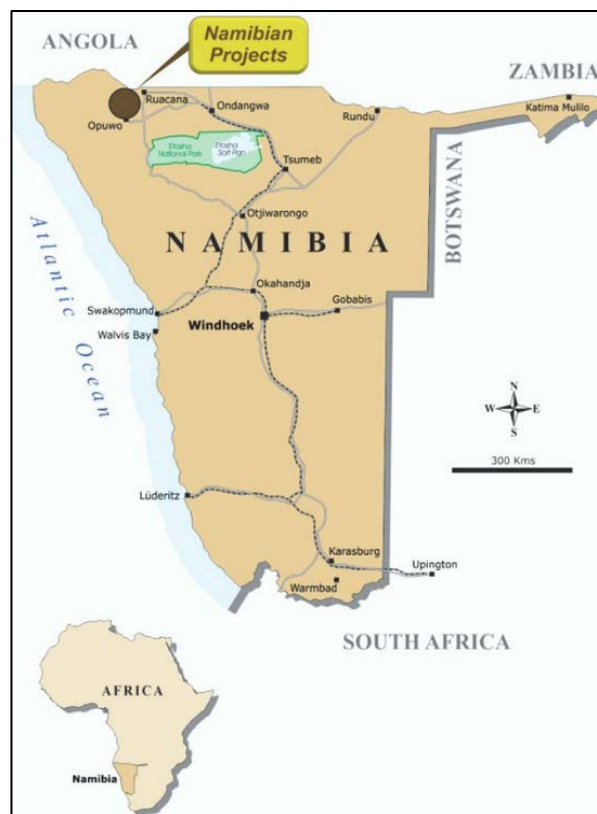 ANGOLA
Namibian
Projects
ZAMBIA
Ruacana
Ondangwa
Opuwo
Rundu
Katima Mulilo
Etosha
National Park
Etosha
Salt Pan
Tsumeb
BOTSWANA
Otjiwarongo
NAMIBIA
Atlantic Ocean
Okahandja
Swakopmund
Gobabis
Windhoek
Walvis Bay
N
W E
S
300 Kms
Lüderitz
Karasburg
Upington
Warmbad
SOUTH AFRICA
AFRICA
Namibia